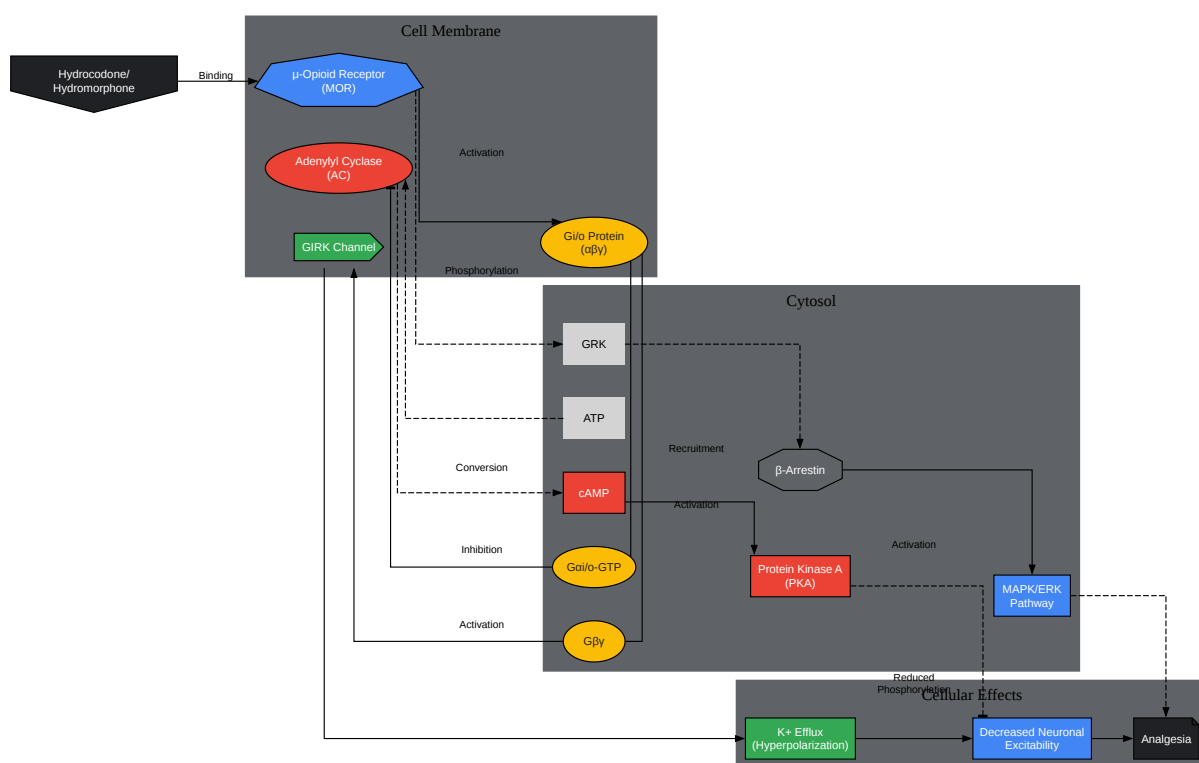 Cell Membrane
Hydrocodone/
Hydromorphone
Binding
μ-Opioid Receptor
(MOR)
Activation
Adenylyl Cyclase
(AC)
Gi/o Protein
(αβγ)
GIRK Channel
Phosphorylation
Cytosol
GRK
ATP
Recruitment
Conversion
β-Arrestin
cAMP
Activation
Inhibition
Activation
Gαi/o-GTP
Protein Kinase A
(PKA)
MAPK/ERK
Pathway
Activation
Gβγ
Reduced
Phosphorylation
Cellular Effects
K+ Efflux
(Hyperpolarization)
Decreased Neuronal
Excitability
Analgesia